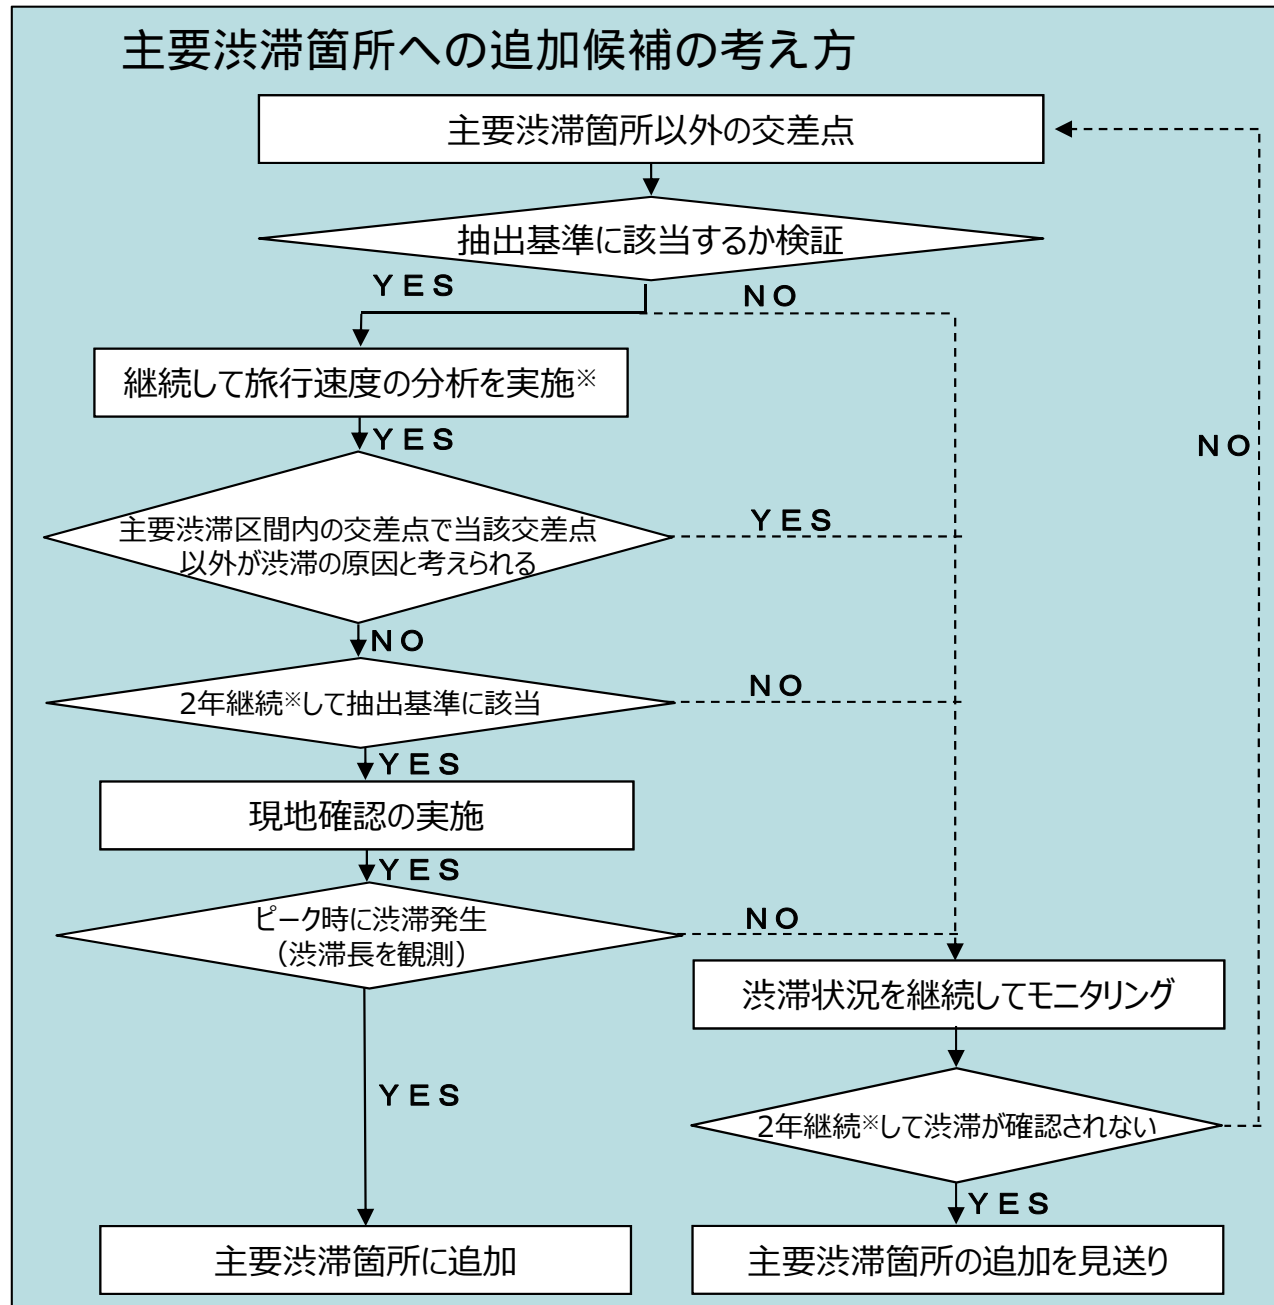 主要渋滞箇所への追加候補の考え方
主要渋滞箇所以外の交差点
抽出基準に該当するか検証
ＹＥＳ
ＮＯ
継続して旅行速度の分析を実施※
ＹＥＳ
ＮＯ
主要渋滞区間内の交差点で当該交差点
以外が渋滞の原因と考えられる
ＹＥＳ
ＮＯ
2年継続※して抽出基準に該当
ＮＯ
ＹＥＳ
現地確認の実施
ＹＥＳ
ピーク時に渋滞発生
（渋滞長を観測）
ＮＯ
渋滞状況を継続してモニタリング
ＹＥＳ
2年継続※して渋滞が確認されない
ＹＥＳ
主要渋滞箇所に追加
主要渋滞箇所の追加を見送り